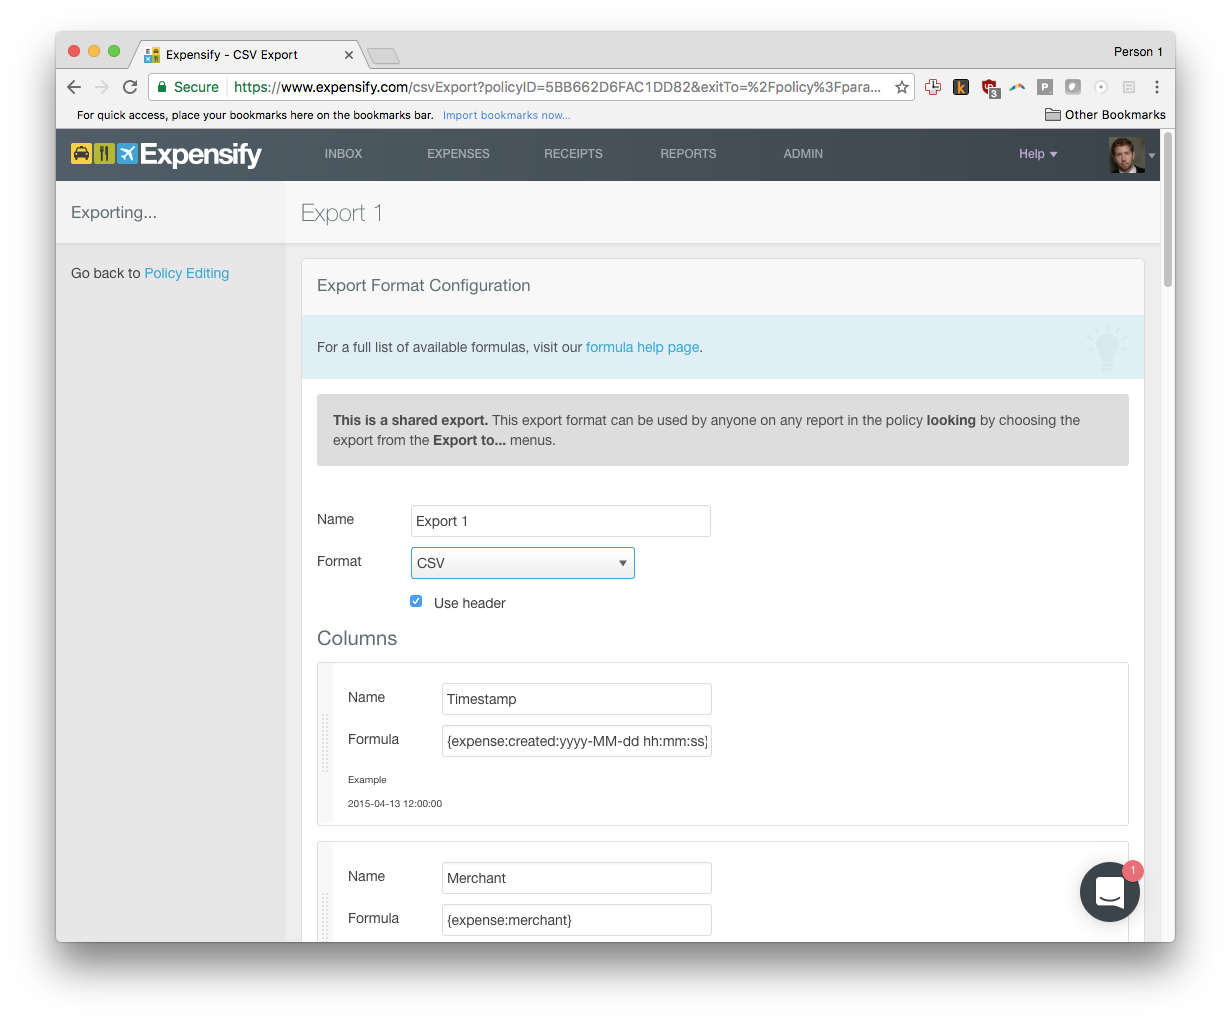 Expensify - CSV Export
Person 1
Secure
https://www.expensify.com/csvExport?policyID=5BB662D6FAC1DD82&exitTo=%2Fpolicy%3Fpara...
3
For quick access, place your bookmarks here on the bookmarks bar. Import bookmarks now...
Other Bookmarks
Expensify
INBOX
EXPENSES
RECEIPTS
REPORTS
ADMIN
Help
Exporting...
Export 1
Go back to Policy Editing
Export Format Configuration
For a full list of available formulas, visit our formula help page.
This is a shared export. This export format can be used by anyone on any report in the policy looking by choosing the
export from the Export to... menus.
Name
Export 1
Format
CSV
Use header
Columns
Name
Timestamp
Formula
{expense:created:yyyy-MM-dd hh:mm:ss}
Example
2015-04-13 12:00:00
Name
Merchant
Formula
{expense:merchant}
1